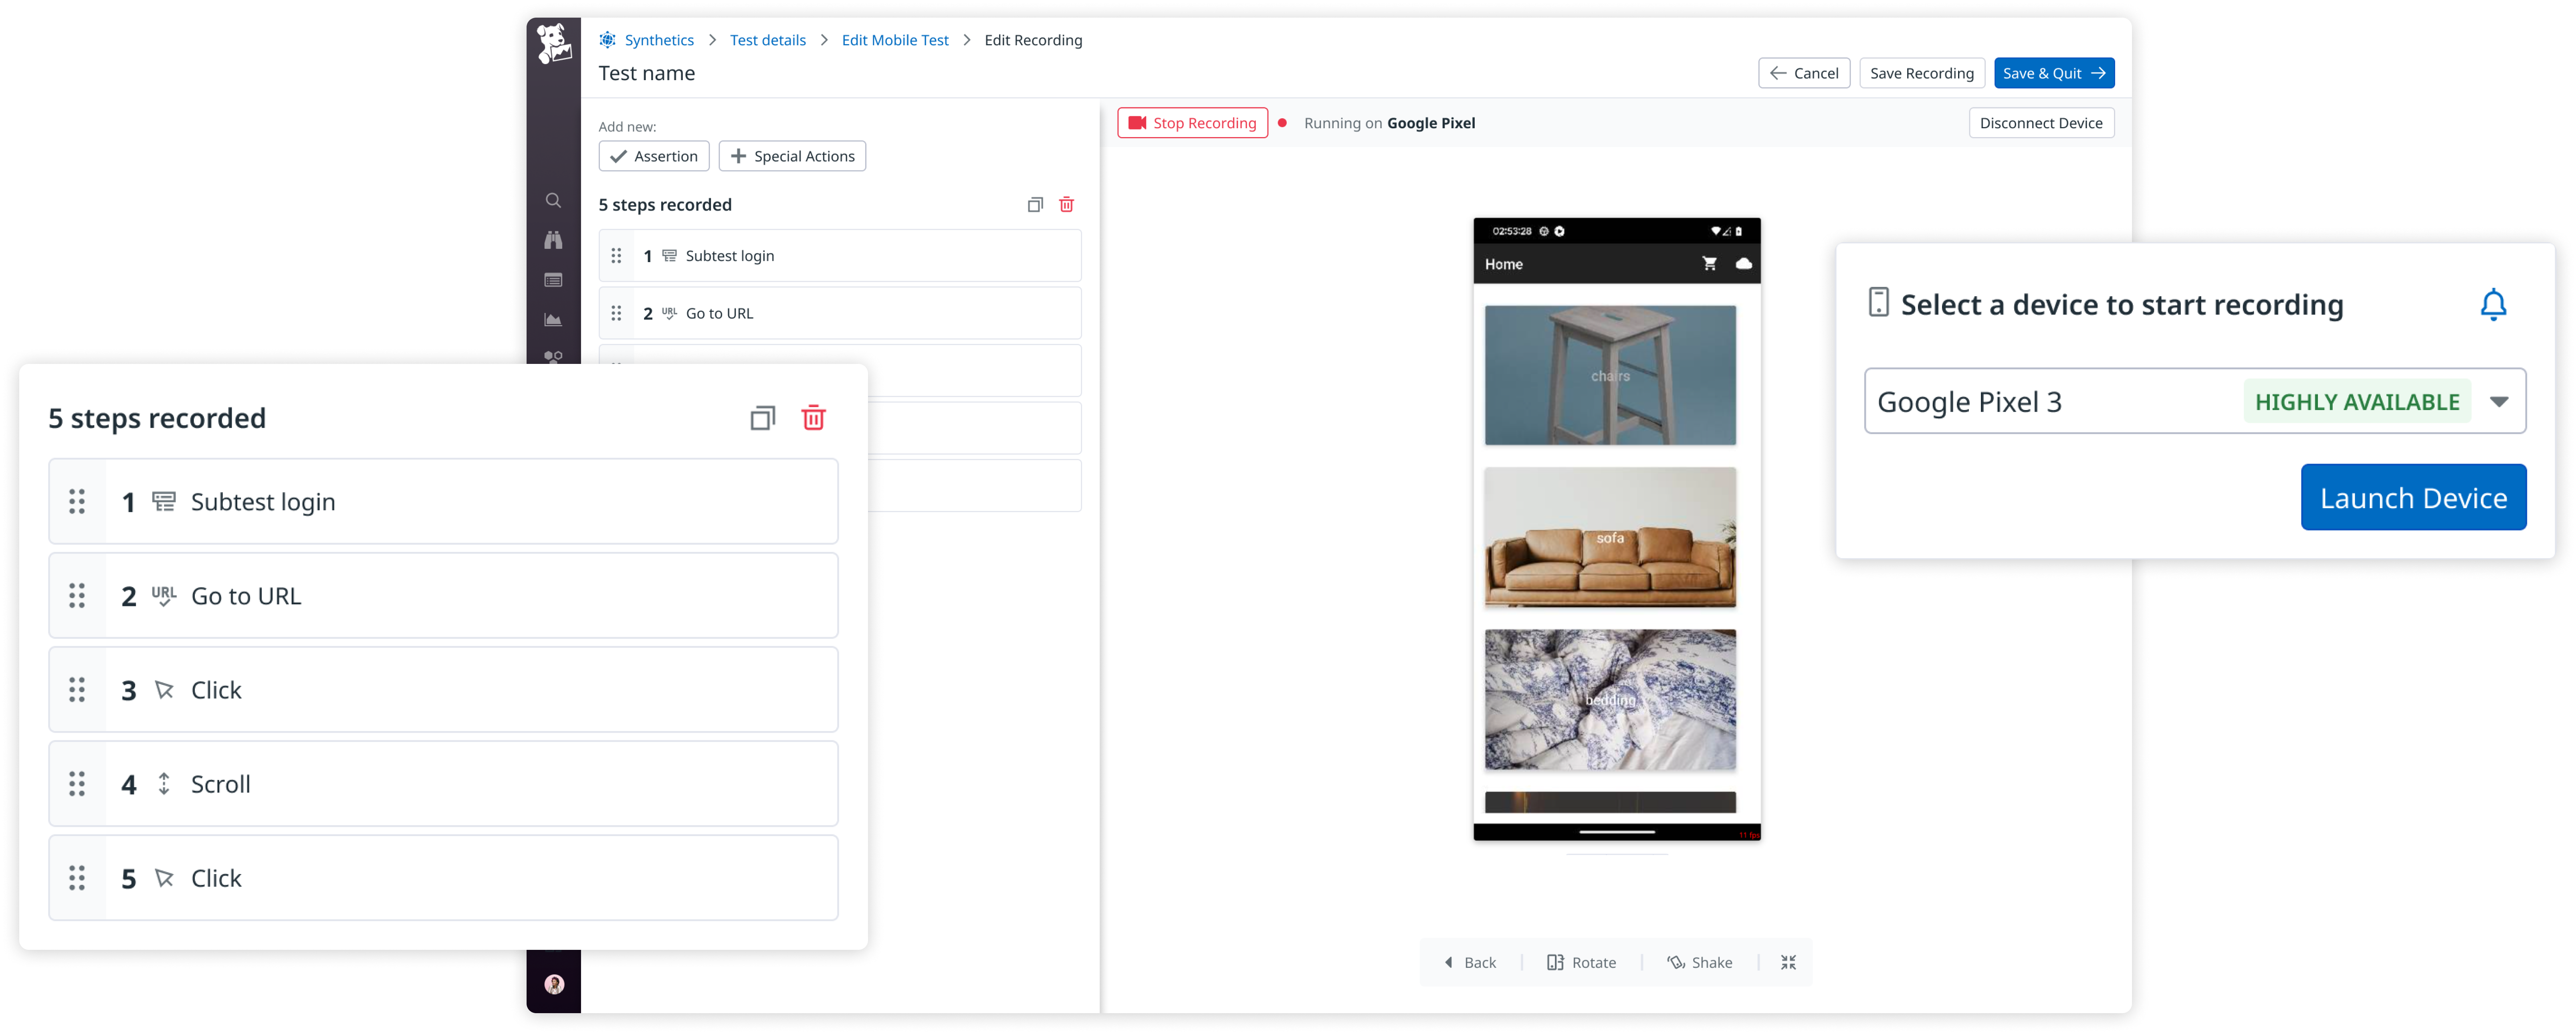 Synthetics > Test details > Edit Mobile Test > Edit Recording
Test name
Cancel
Save Recording
Save & Quit
Add new:
Assertion
Special Actions
5 steps recorded
1 Subtest login
2 URL Go to URL
Stop Recording
Running on Google Pixel
Disconnect Device
02:53:28
Home
chairs
sofa
bedding
11 fps
Back
Rotate
Shake
5 steps recorded
1 Subtest login
2 URL Go to URL
3 Click
4 Scroll
5 Click
Select a device to start recording
Google Pixel 3
HIGHLY AVAILABLE
Launch Device